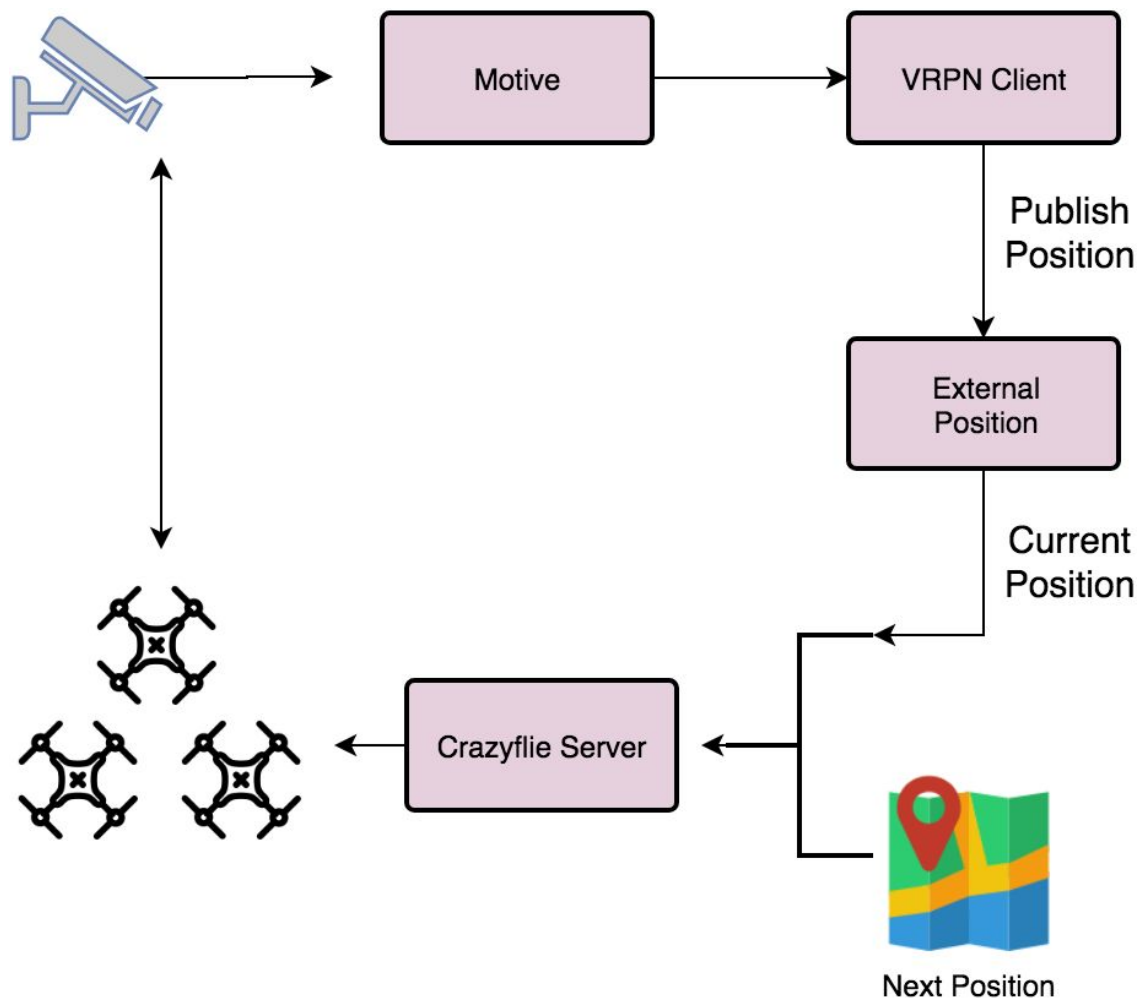 Motive
VRPN Client
Publish
Position
External
Position
Current
Position
Crazyflie Server
Next Position